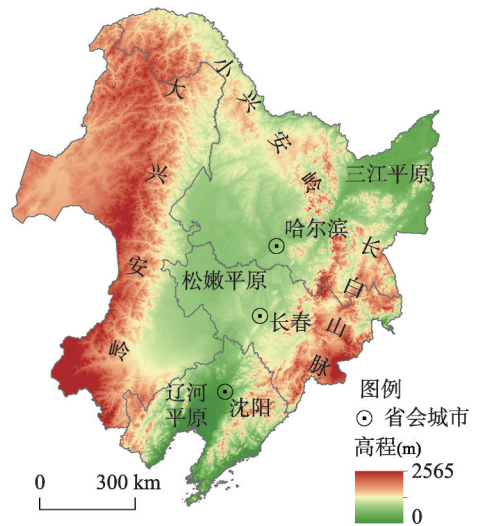 小兴安岭
大兴安岭
三江平原
哈尔滨
长白山脉
松嫩平原
长春
辽河
平原
沈阳
图例
省会城市
高程(m)
2565
0
0 300 km